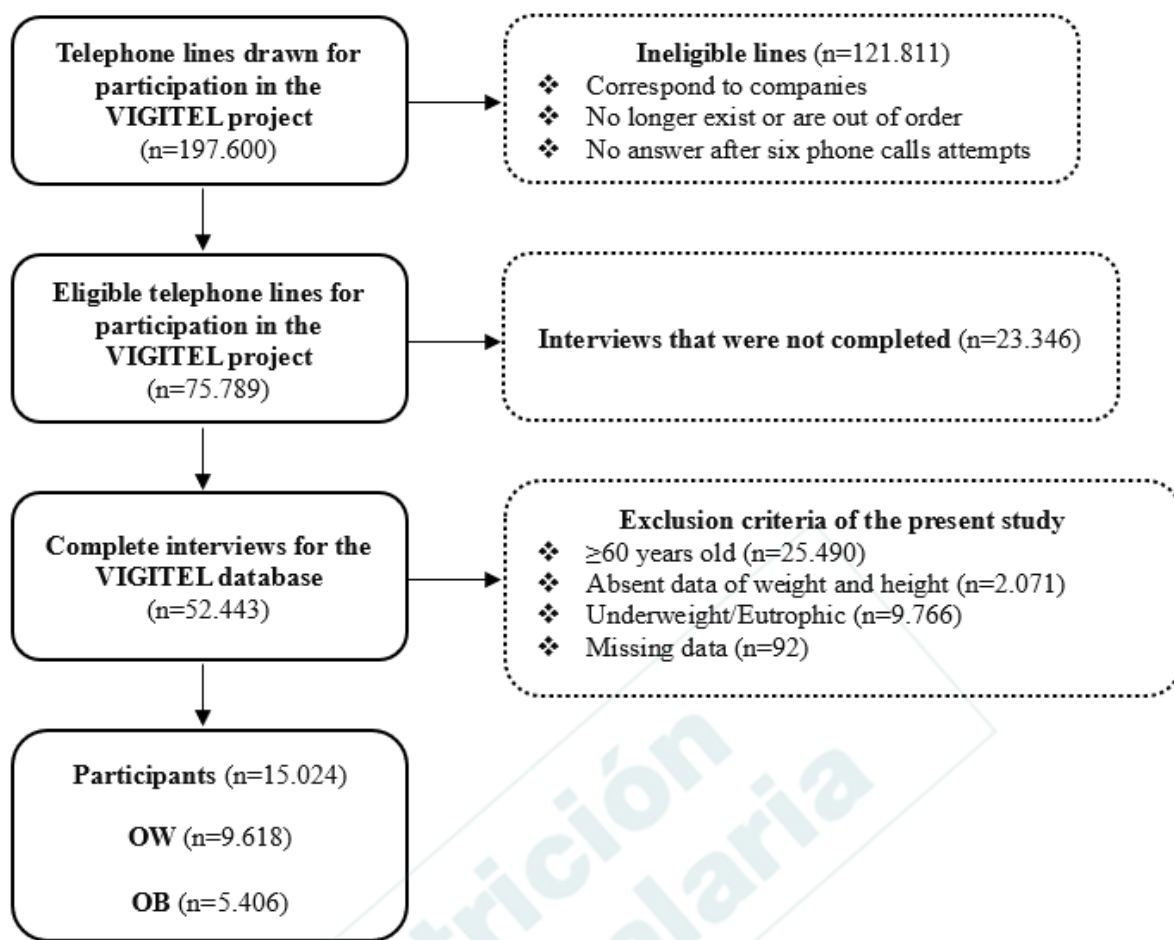 Telephone lines drawn for
participation in the
VIGITEL project
(n=197.600)
Ineligible lines (n=121.811)
❖ Correspond to companies
❖ No longer exist or are out of order
❖ No answer after six phone calls attempts
Eligible telephone lines for
participation in the
VIGITEL project
(n=75.789)
Interviews that were not completed (n=23.346)
Complete interviews for the
VIGITEL database
(n=52.443)
Exclusion criteria of the present study
❖ ≥60 years old (n=25.490)
❖ Absent data of weight and height (n=2.071)
❖ Underweight/Eutrophic (n=9.766)
❖ Missing data (n=92)
Participants (n=15.024)
OW (n=9.618)
OB (n=5.406)